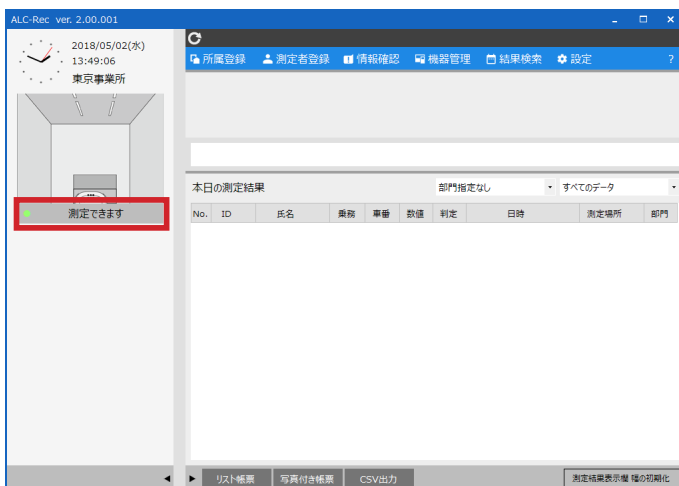 ALC-Rec ver. 2.00.001
2018/05/02(水)
13:49:06
東京事業所
測定できます
所属登録 測定者登録 情報確認 機器管理 結果検索 設定 ?
本日の測定結果 部門指定なし すべてのデータ
No. ID 氏名 乗務 車番 数値 判定 日時 測定場所 部門
リスト帳票 写真付き帳票 CSV出力 測定結果表示欄 幅の初期化